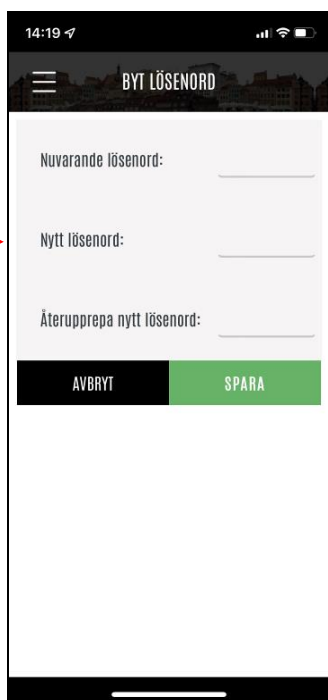 14:19
BYT LÖSENORD
Nuvarande lösenord:
Nytt lösenord:
Återupprepa nytt lösenord:
AVBRYT
SPARA